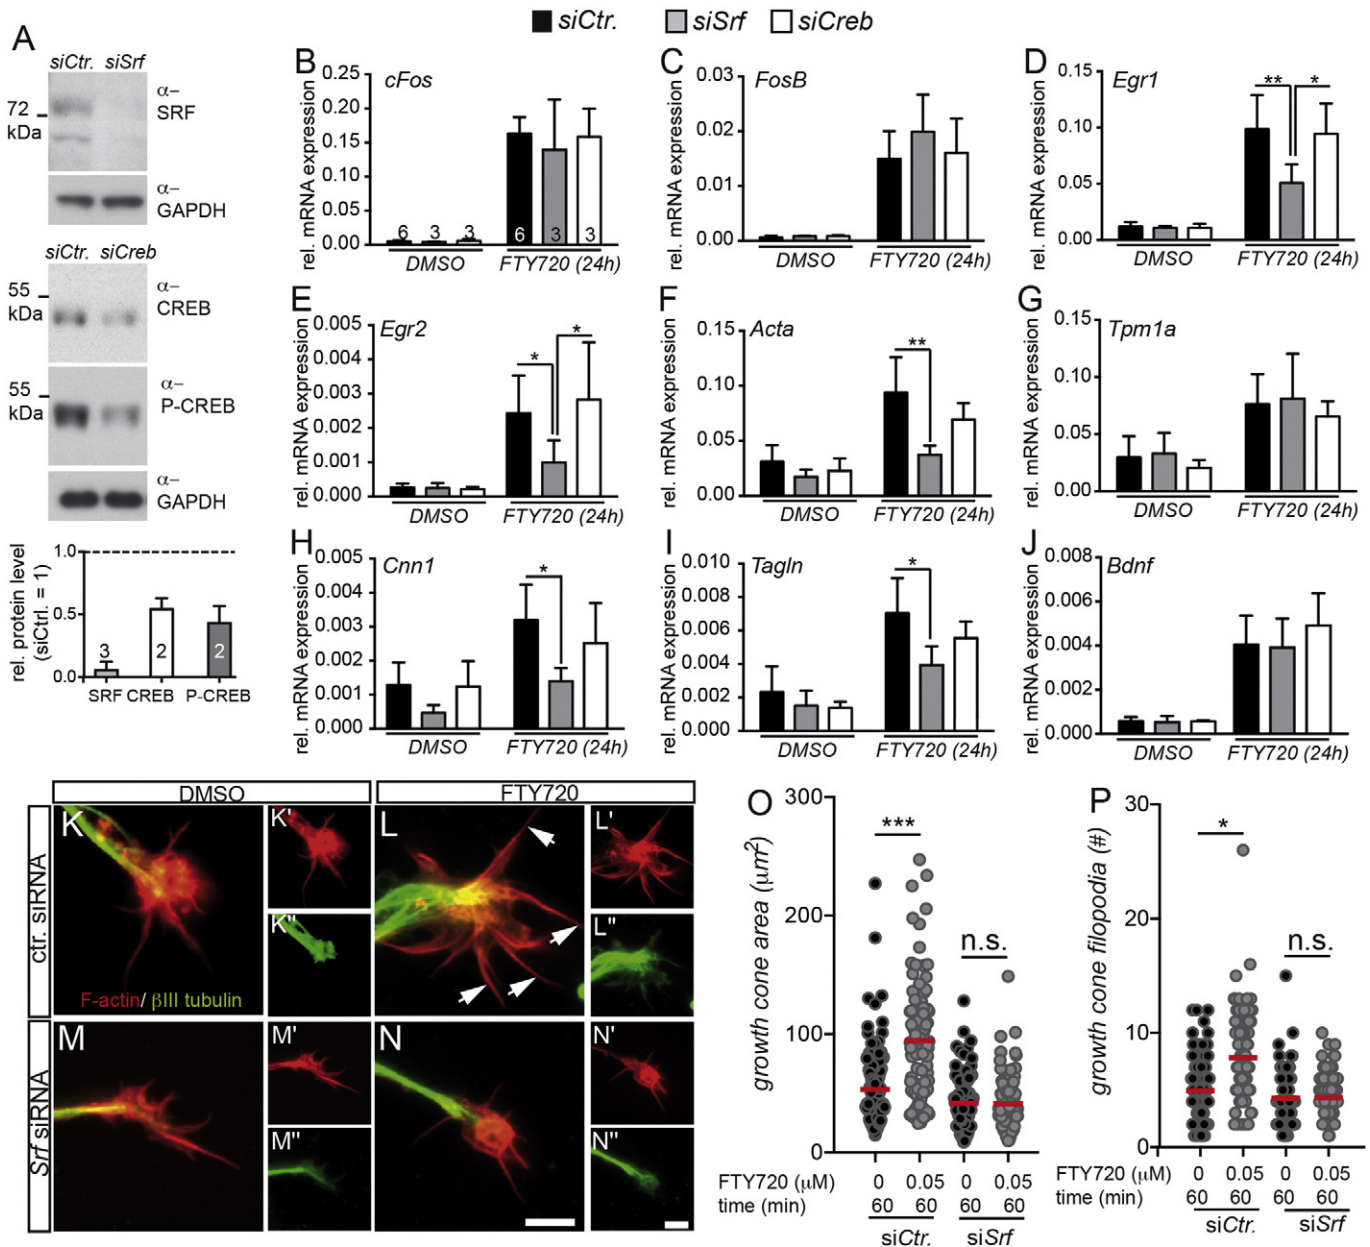 siCtr. siSrf siCreb
A
siCtr. siSrf
72
kDa
α–
SRF
α–
GAPDH
siCtr. siCreb
55
kDa
α–
CREB
55
kDa
α–
P-CREB
α–
GAPDH
rel. protein level
(siCtrl. = 1)
1.0
0.5
0.0
3 2 2
SRF CREB P-CREB
B
cFos
rel. mRNA expression
0.25
0.20
0.15
0.10
0.05
0.00
6 3 3 6 3 3
DMSO FTY720 (24h)
C
FosB
rel. mRNA expression
0.03
0.02
0.01
0.00
DMSO FTY720 (24h)
D
Egr1
rel. mRNA expression
0.15
0.10
0.05
0.00
** *
DMSO FTY720 (24h)
E
Egr2
rel. mRNA expression
0.005
0.004
0.003
0.002
0.001
0.000
* *
DMSO FTY720 (24h)
F
Acta
rel. mRNA expression
0.15
0.10
0.05
0.00
**
DMSO FTY720 (24h)
G
Tpm1a
rel. mRNA expression
0.15
0.10
0.05
0.00
DMSO FTY720 (24h)
H
Cnn1
rel. mRNA expression
0.005
0.004
0.003
0.002
0.001
0.000
*
DMSO FTY720 (24h)
I
Tagln
rel. mRNA expression
0.010
0.008
0.006
0.004
0.002
0.000
*
DMSO FTY720 (24h)
J
Bdnf
rel. mRNA expression
0.008
0.006
0.004
0.002
0.000
DMSO FTY720 (24h)
DMSO FTY720
ctr. siRNA
K K' L L'
K" L"
F-actin/ βIII tubulin
Srf siRNA
M M' N N'
M" N"
O
growth cone area (μm2)
300
200
100
0
*** n.s.
FTY720 (μM) 0 0.05 0 0.05
time (min) 60 60 60 60
siCtr. siSrf
P
growth cone filopodia (#)
30
20
10
0
* n.s.
FTY720 (μM) 0 0.05 0 0.05
time (min) 60 60 60 60
siCtr. siSrf